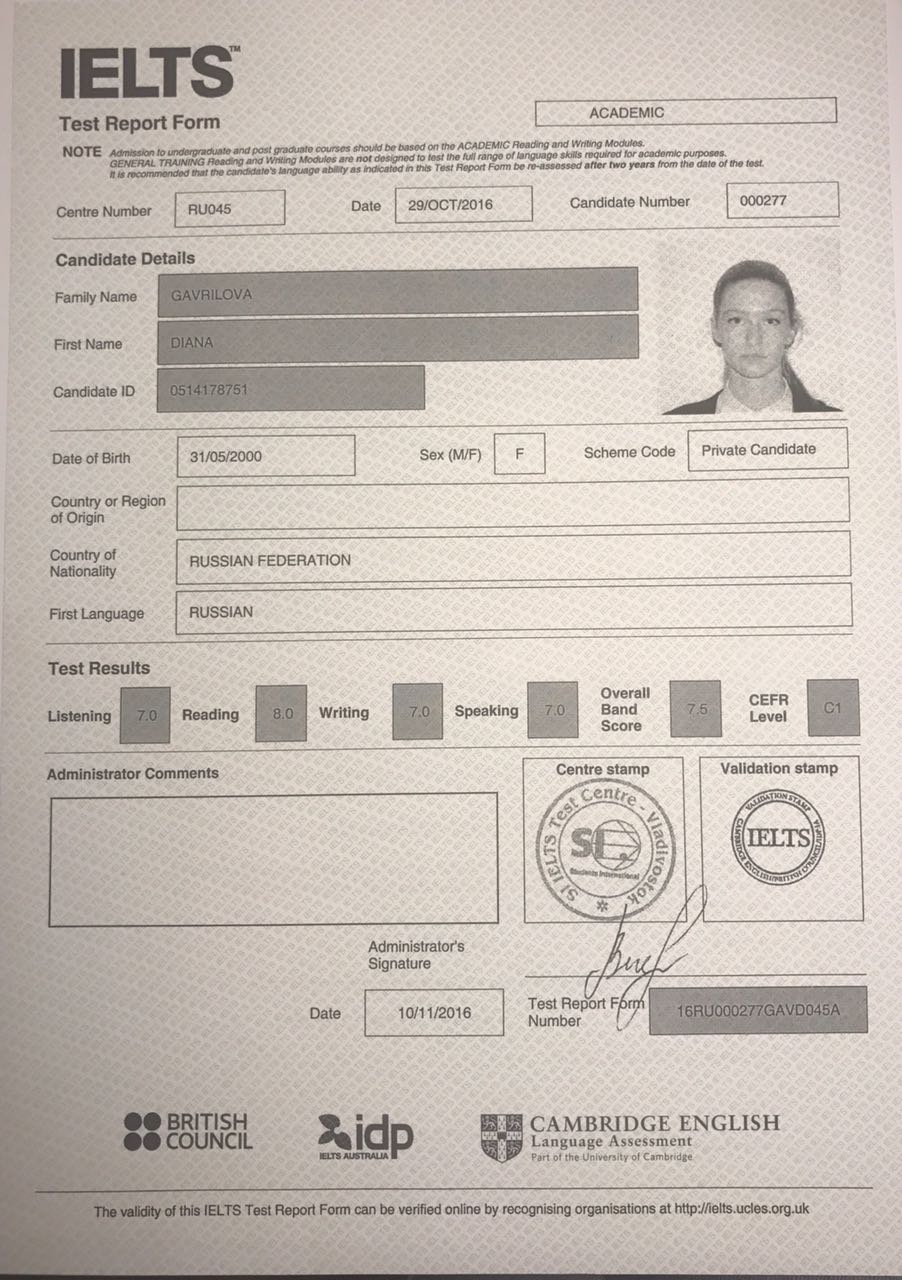 IELTS™
Test Report Form
ACADEMIC
NOTE Admission to undergraduate and post graduate courses should be based on the ACADEMIC Reading and Writing Modules.
GENERAL TRAINING Reading and Writing Modules are not designed to test the full range of language skills required for academic purposes.
It is recommended that the candidate's language ability as indicated in this Test Report Form be re-assessed after two years from the date of the test.
Centre Number RU045 Date 29/OCT/2016 Candidate Number 000277
Candidate Details
Family Name GAVRILOVA
First Name DIANA
Candidate ID 0514178751
Date of Birth 31/05/2000 Sex (M/F) F Scheme Code Private Candidate
Country or Region
of Origin
Country of
Nationality RUSSIAN FEDERATION
First Language RUSSIAN
Test Results
Listening 7.0 Reading 8.0 Writing 7.0 Speaking 7.0 Overall
Band
Score 7.5 CEFR
Level C1
Administrator Comments
Centre stamp
SI IELTS Test Centre - Vladivostok
SI
Students International
Validation stamp
VALIDATION STAMP
IELTS
Administrator's
Signature
Date 10/11/2016
Test Report Form
Number 16RU000277GAVD045A
BRITISH
COUNCIL
idp
IELTS AUSTRALIA
CAMBRIDGE ENGLISH
Language Assessment
Part of the University of Cambridge
The validity of this IELTS Test Report Form can be verified online by recognising organisations at http://ielts.ucles.org.uk